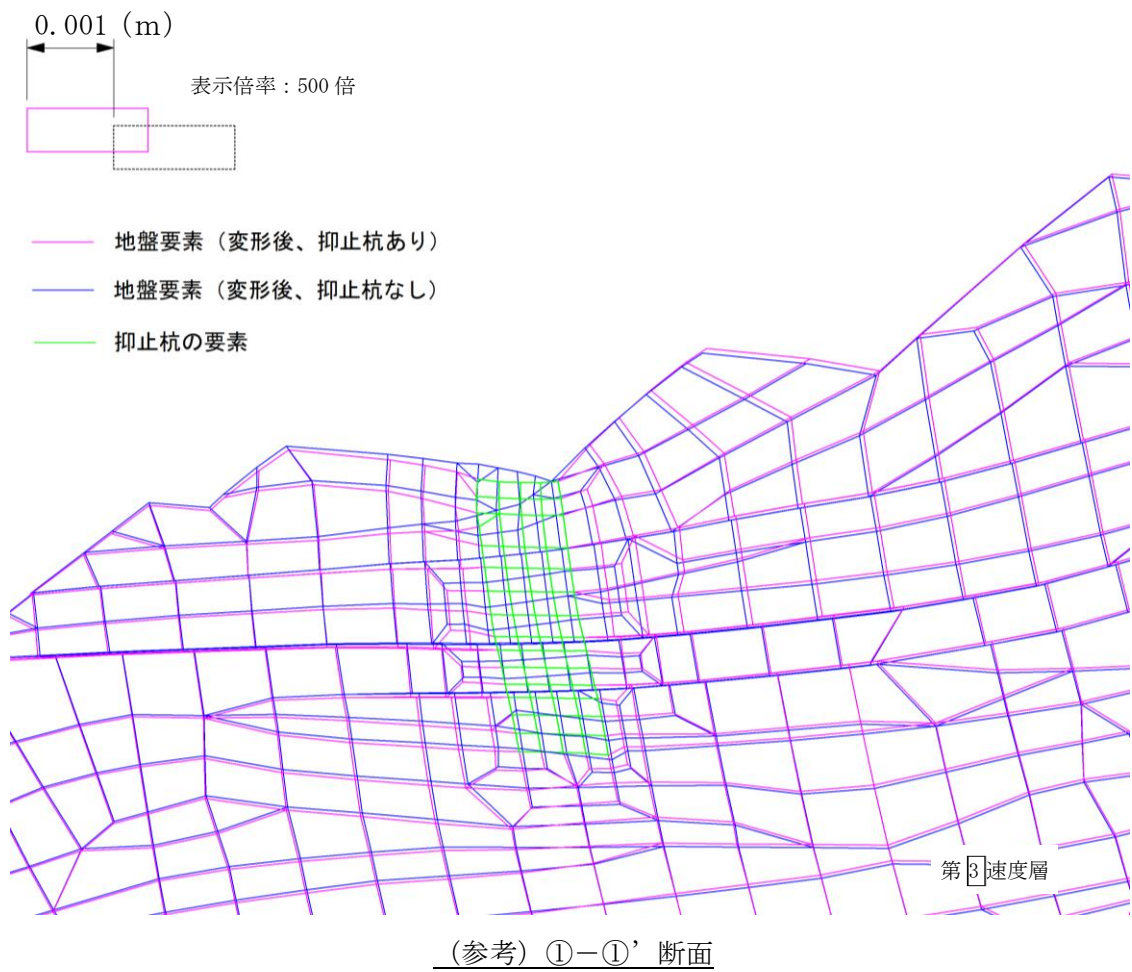 0.001 (m)
表示倍率：500 倍
地盤要素（変形後、抑止杭あり）
地盤要素（変形後、抑止杭なし）
抑止杭の要素
第3速度層
(参考) ①－①’断面